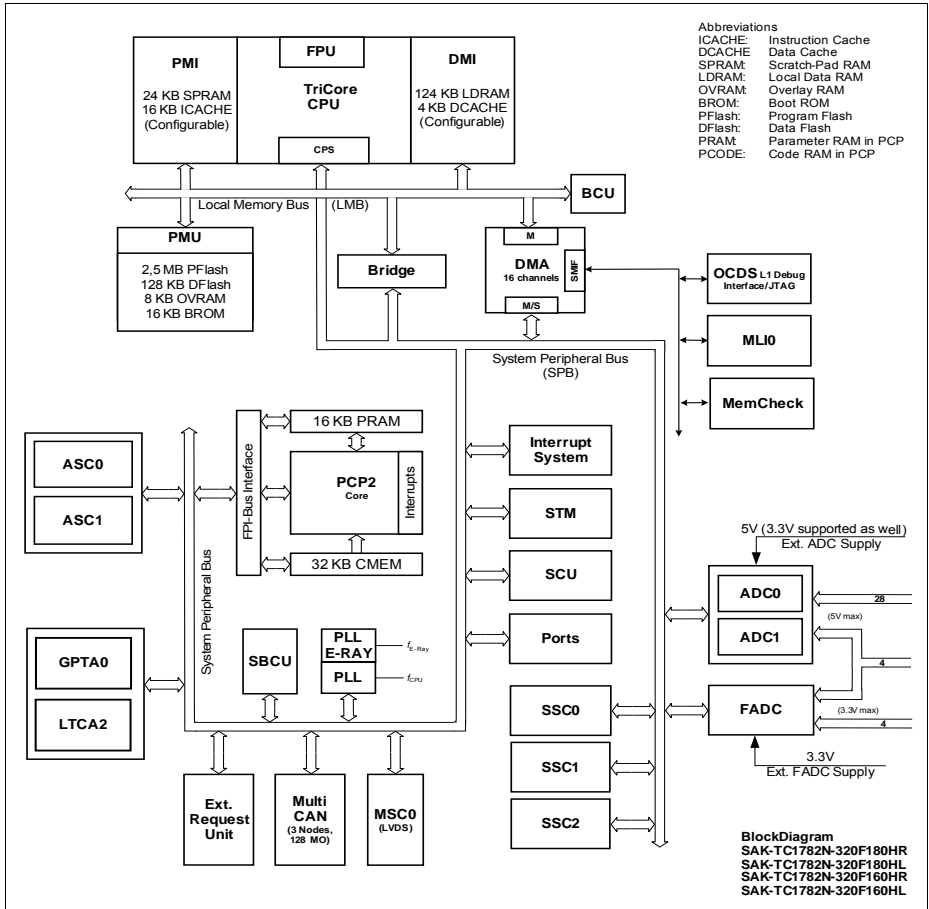 Abbreviations
ICACHE: Instruction Cache
DCACHE Data Cache
SPRAM: Scratch-Pad RAM
LDRAM: Local Data RAM
OVRAM: Overlay RAM
BROM: Boot ROM
PFlash: Program Flash
DFlash: Data Flash
PRAM: Parameter RAM in PCP
PCODE: Code RAM in PCP
PMI
24 KB SPRAM
16 KB ICACHE
(Configurable)
FPU
TriCore
CPU
CPS
DMI
124 KB LDRAM
4 KB DCACHE
(Configurable)
BCU
Local Memory Bus (LMB)
PMU
2,5 MB PFlash
128 KB DFlash
8 KB OVRAM
16 KB BROM
Bridge
M
DMA
16 channels
SMIF
M/S
OCDS L1 Debug
Interface/JTAG
MLI0
MemCheck
System Peripheral Bus
(SPB)
ASC0
ASC1
FPI-Bus Interface
16 KB PRAM
PCP2
Core
Interrupts
32 KB CMEM
Interrupt
System
STM
SCU
Ports
System Peripheral Bus
GPTA0
LTCA2
SBCU
PLL
E-RAY
PLL
fE-Ray
fCPU
5V (3.3V supported as well)
Ext. ADC Supply
ADC0
ADC1
28
(5V max)
4
FADC
(3.3V max)
4
3.3V
Ext. FADC Supply
SSC0
SSC1
SSC2
Ext.
Request
Unit
Multi
CAN
(3 Nodes,
128 MO)
MSC0
(LVDS)
BlockDiagram
SAK-TC1782N-320F180HR
SAK-TC1782N-320F180HL
SAK-TC1782N-320F160HR
SAK-TC1782N-320F160HL